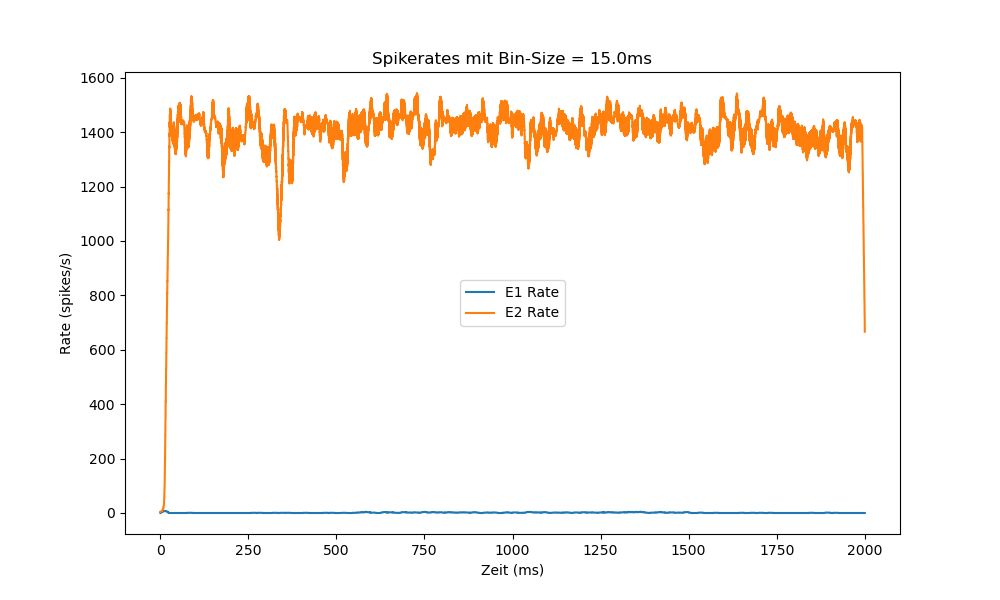 Spikerates mit Bin-Size = 15.0ms
1600
1400
1200
1000
800
600
400
200
0
Rate (spikes/s)
E1 Rate
E2 Rate
0 250 500 750 1000 1250 1500 1750 2000
Zeit (ms)